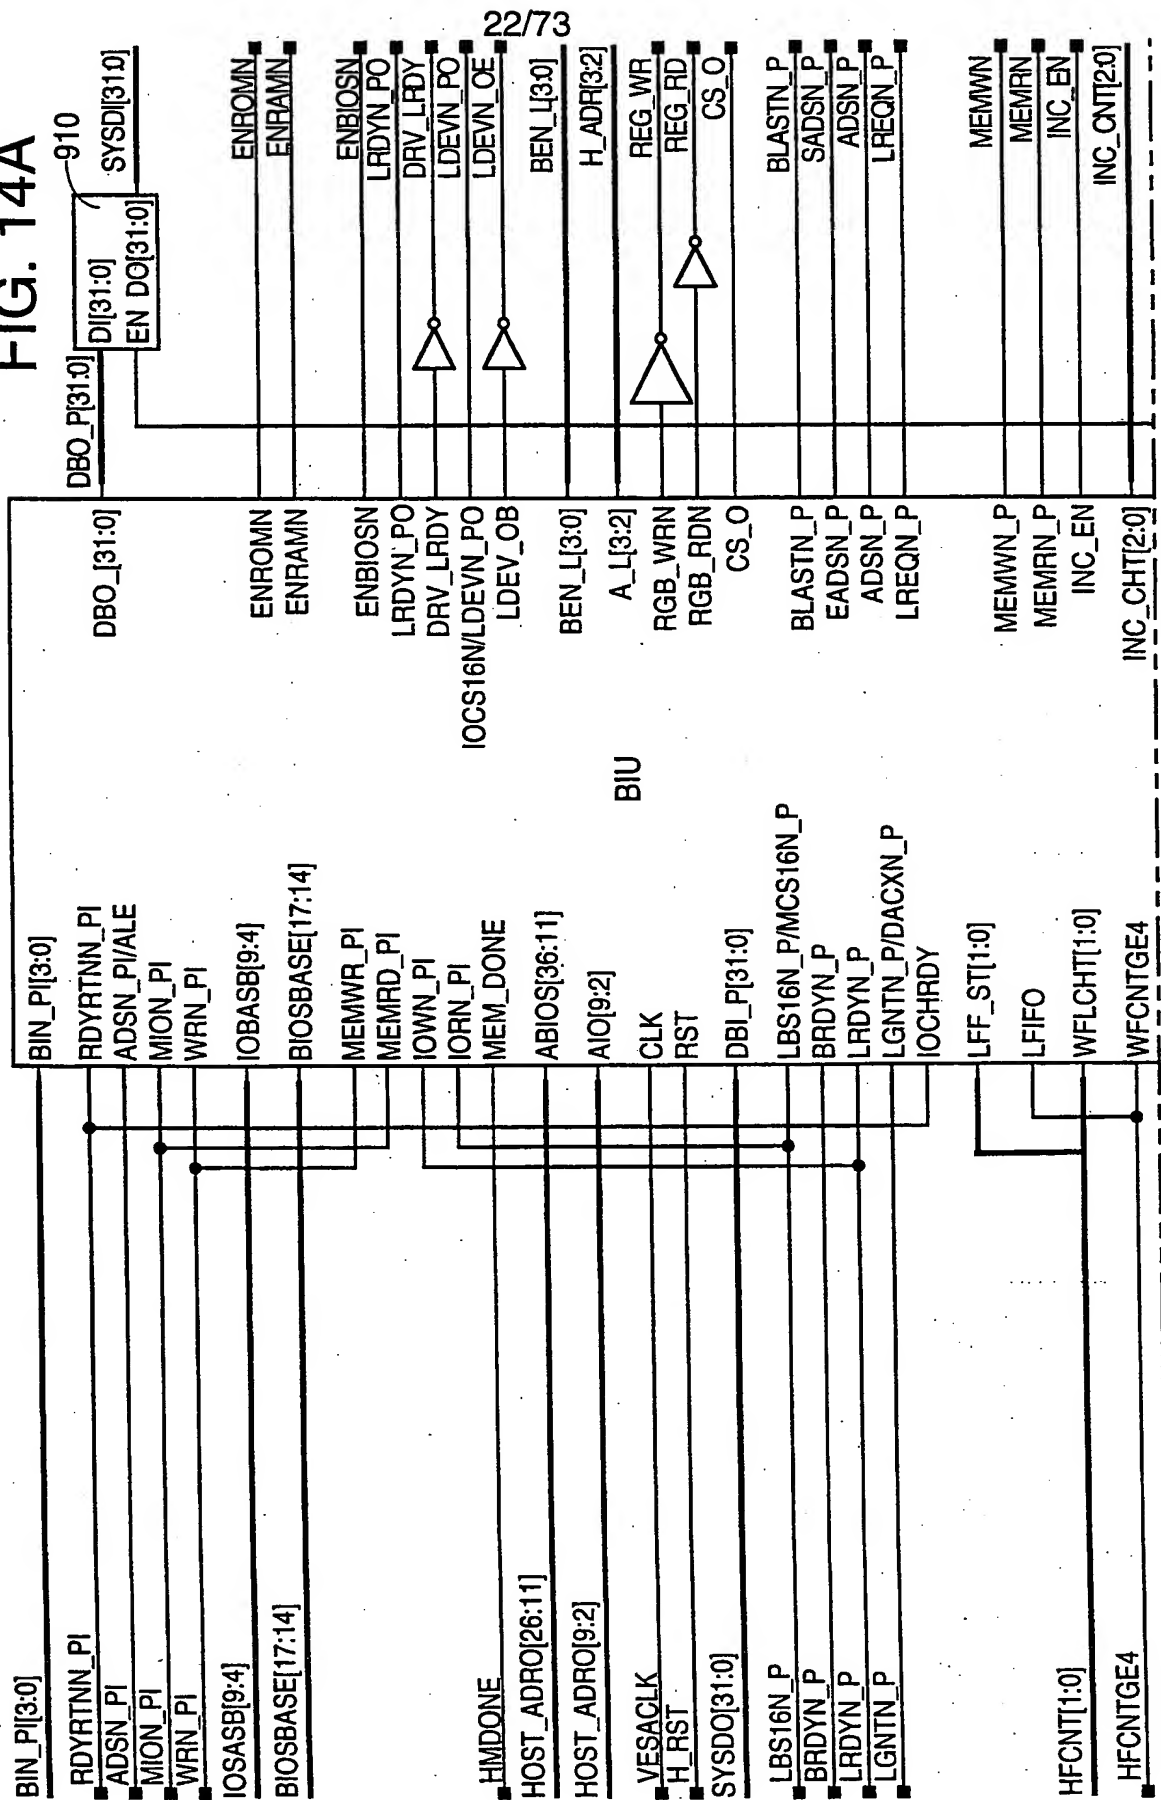 22/73
FIG. 14A
910
SYSDI[31:0]
DI[31:0]
EN DO[31:0]
DBO_P[31:0]
ENROMN
ENRAMN
ENBIOSN
LRDYN_PO
DRV_LRDY
LDEVN_PO
LDEVN_OE
BEN_L[3:0]
H_ADR[3:2]
REG_WR
REG_RD
CS_O
BLASTN_P
SADSN_P
ADSN_P
LREQN_P
MEMWN
MEMRN
INC_EN
INC_CNT[2:0]
DBO_[31:0]
ENROMN
ENRAMN
ENBIOSN
LRDYN_PO
DRV_LRDY
IOCS16N/LDEVN_PO
LDEV_OB
BEN_L[3:0]
A_L[3:2]
RGB_WRN
RGB_RDN
CS_O
BLASTN_P
EADSN_P
ADSN_P
LREQN_P
MEMWN_P
MEMRN_P
INC_EN
INC_CHT[2:0]
BIU
BIN_PI[3:0]
RDYRTNN_PI
ADSN_PI/ALE
MION_PI
WRN_PI
IOBASB[9:4]
BIOSBASE[17:14]
MEMWR_PI
MEMRD_PI
IOWN_PI
IORN_PI
MEM_DONE
ABIOS[36:11]
AIO[9:2]
CLK
RST
DBI_P[31:0]
LBS16N_P/MCS16N_P
BRDYN_P
LRDYN_P
LGNTN_P/DACXN_P
IOCHRDY
LFF_ST[1:0]
LFIFO
WFLCHT[1:0]
WFCNTGE4
BIN_PI[3:0]
RDYRTNN_PI
ADSN_PI
MION_PI
WRN_PI
IOSASB[9:4]
BIOSBASE[17:14]
HMDONE
HOST_ADRO[26:11]
HOST_ADRO[9:2]
VESACLK
H_RST
SYSDO[31:0]
LBS16N_P
BRDYN_P
LRDYN_P
LGNTN_P
HFCNT[1:0]
HFCNTGE4